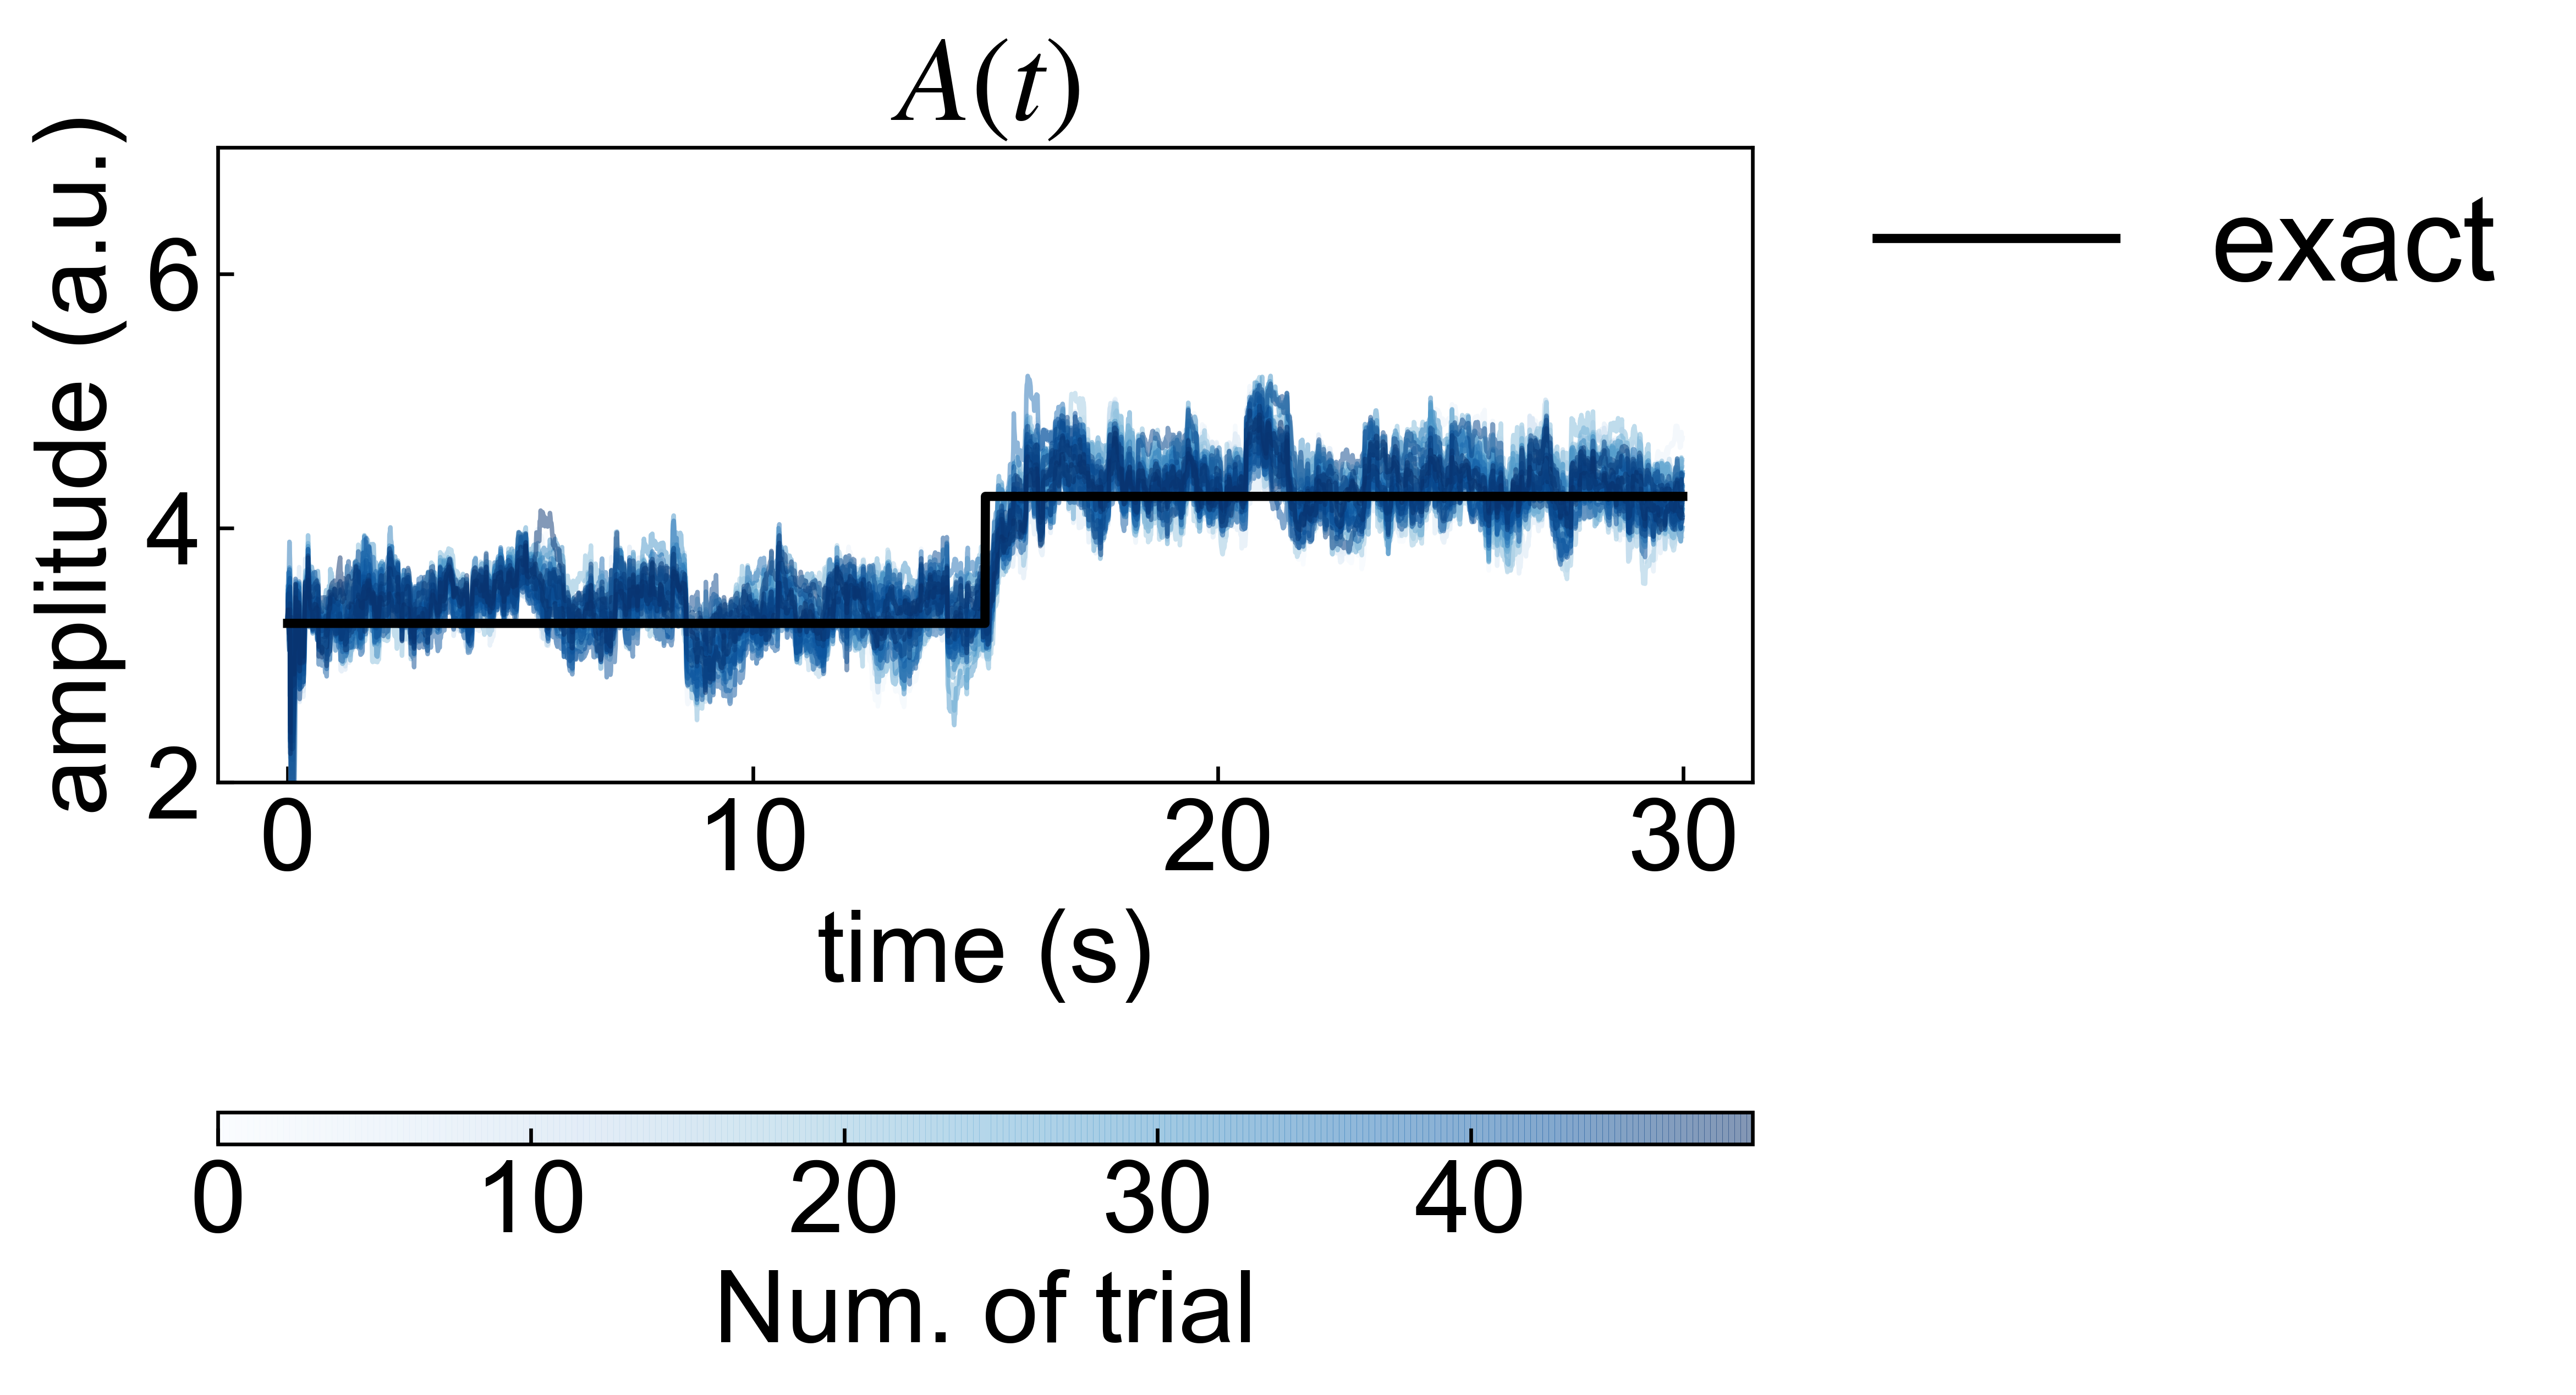 A(t)
amplitude (a.u.)
6
4
2
0 10 20 30
time (s)
exact
0 10 20 30 40
Num. of trial